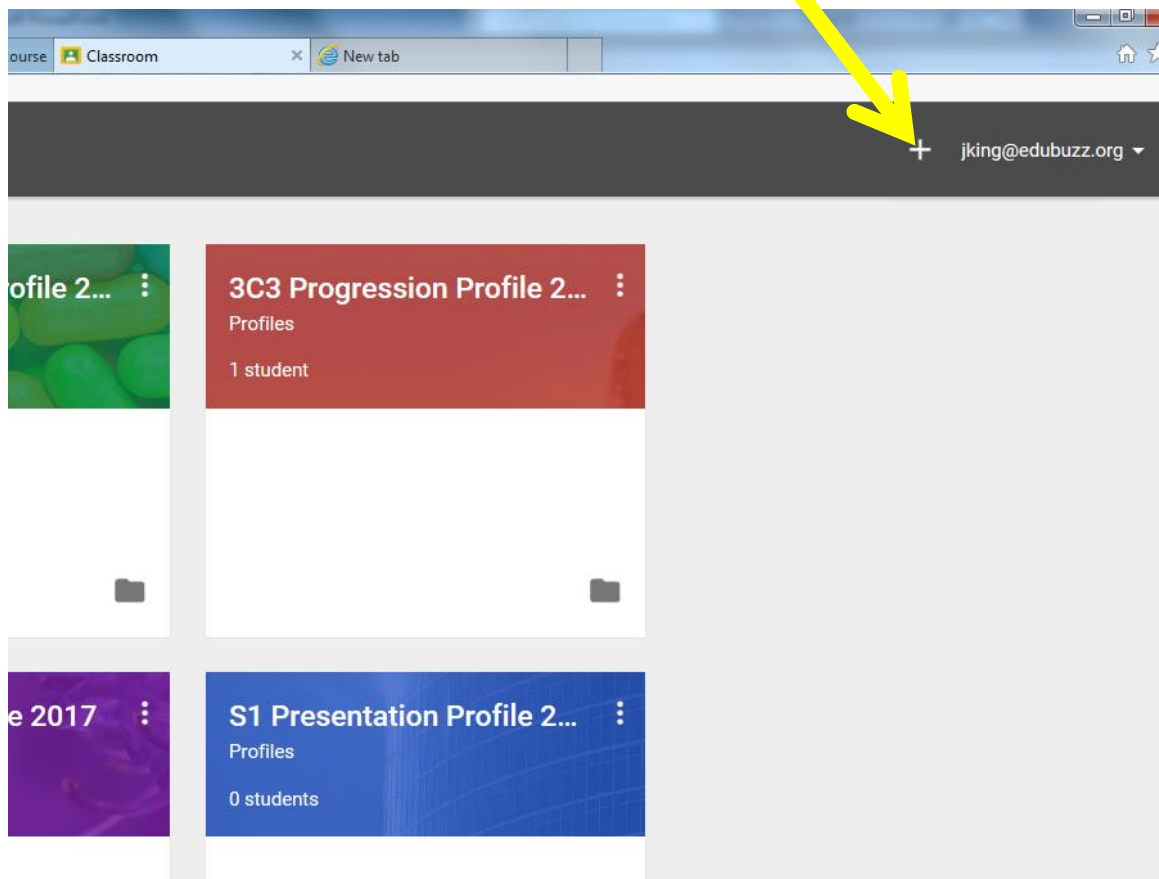 ourse
Classroom
New tab
+ jking@edubuzz.org
ofile 2...
3C3 Progression Profile 2...
Profiles
1 student
e 2017
S1 Presentation Profile 2...
Profiles
0 students